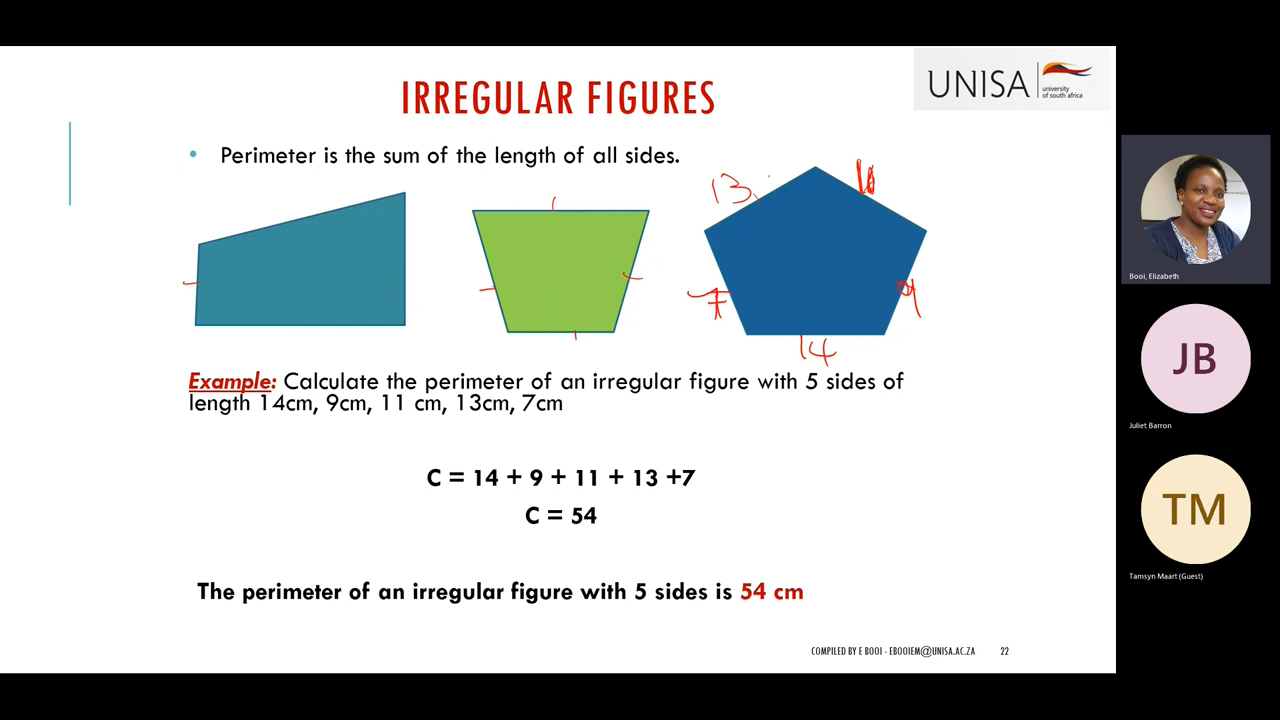 IRREGULAR FIGURES
UNISA
university
of south africa
• Perimeter is the sum of the length of all sides.
13
7
14
9
Example: Calculate the perimeter of an irregular figure with 5 sides of
length 14cm, 9cm, 11 cm, 13cm, 7cm
C = 14 + 9 + 11 + 13 +7
C = 54
The perimeter of an irregular figure with 5 sides is 54 cm
COMPILED BY E BOOI - EBOOIEM@UNISA.AC.ZA
22
Booi, Elizabeth
JB
Juliet Barron
TM
Tamsyn Maart (Guest)